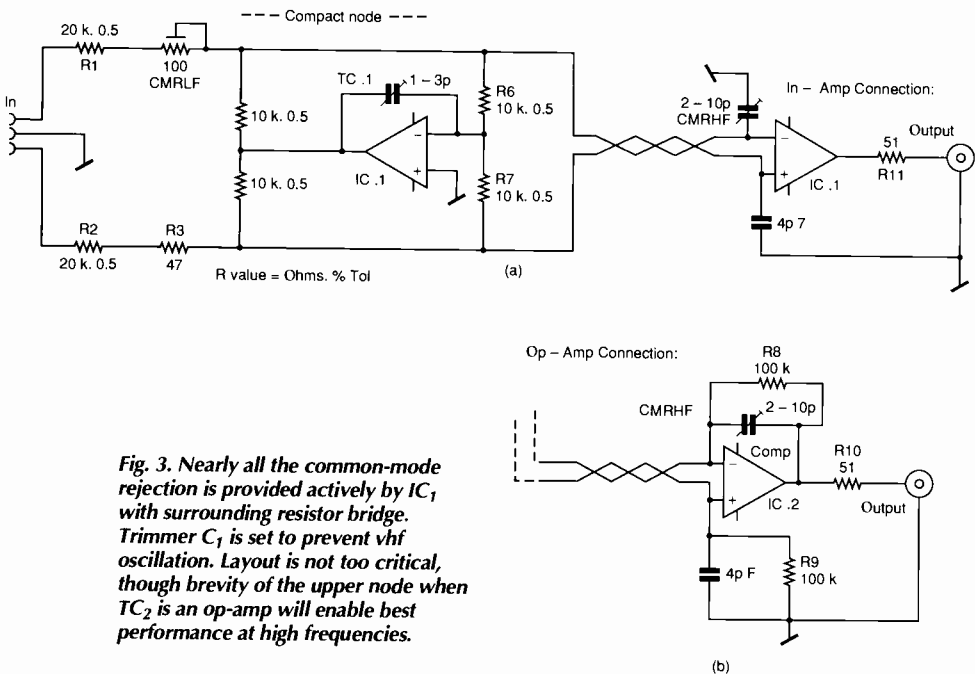 ---- Compact node ----
20 k. 0.5
R1
100
CMRLF
In
10 k. 0.5
10 k. 0.5
TC .1
1 – 3p
−
+
IC .1
R6
10 k. 0.5
R7
10 k. 0.5
R2
20 k. 0.5
R3
47
R value = Ohms. % Tol
(a)
In – Amp Connection:
2 – 10p
CMRHF
−
+
IC .1
4p 7
51
R11
Output
Op – Amp Connection:
R8
100 k
CMRHF
2 – 10p
Comp
−
+
IC .2
R10
51
Output
4p F
R9
100 k
(b)
Fig. 3. Nearly all the common-mode
rejection is provided actively by IC1
with surrounding resistor bridge.
Trimmer C1 is set to prevent vhf
oscillation. Layout is not too critical,
though brevity of the upper node when
TC2 is an op-amp will enable best
performance at high frequencies.